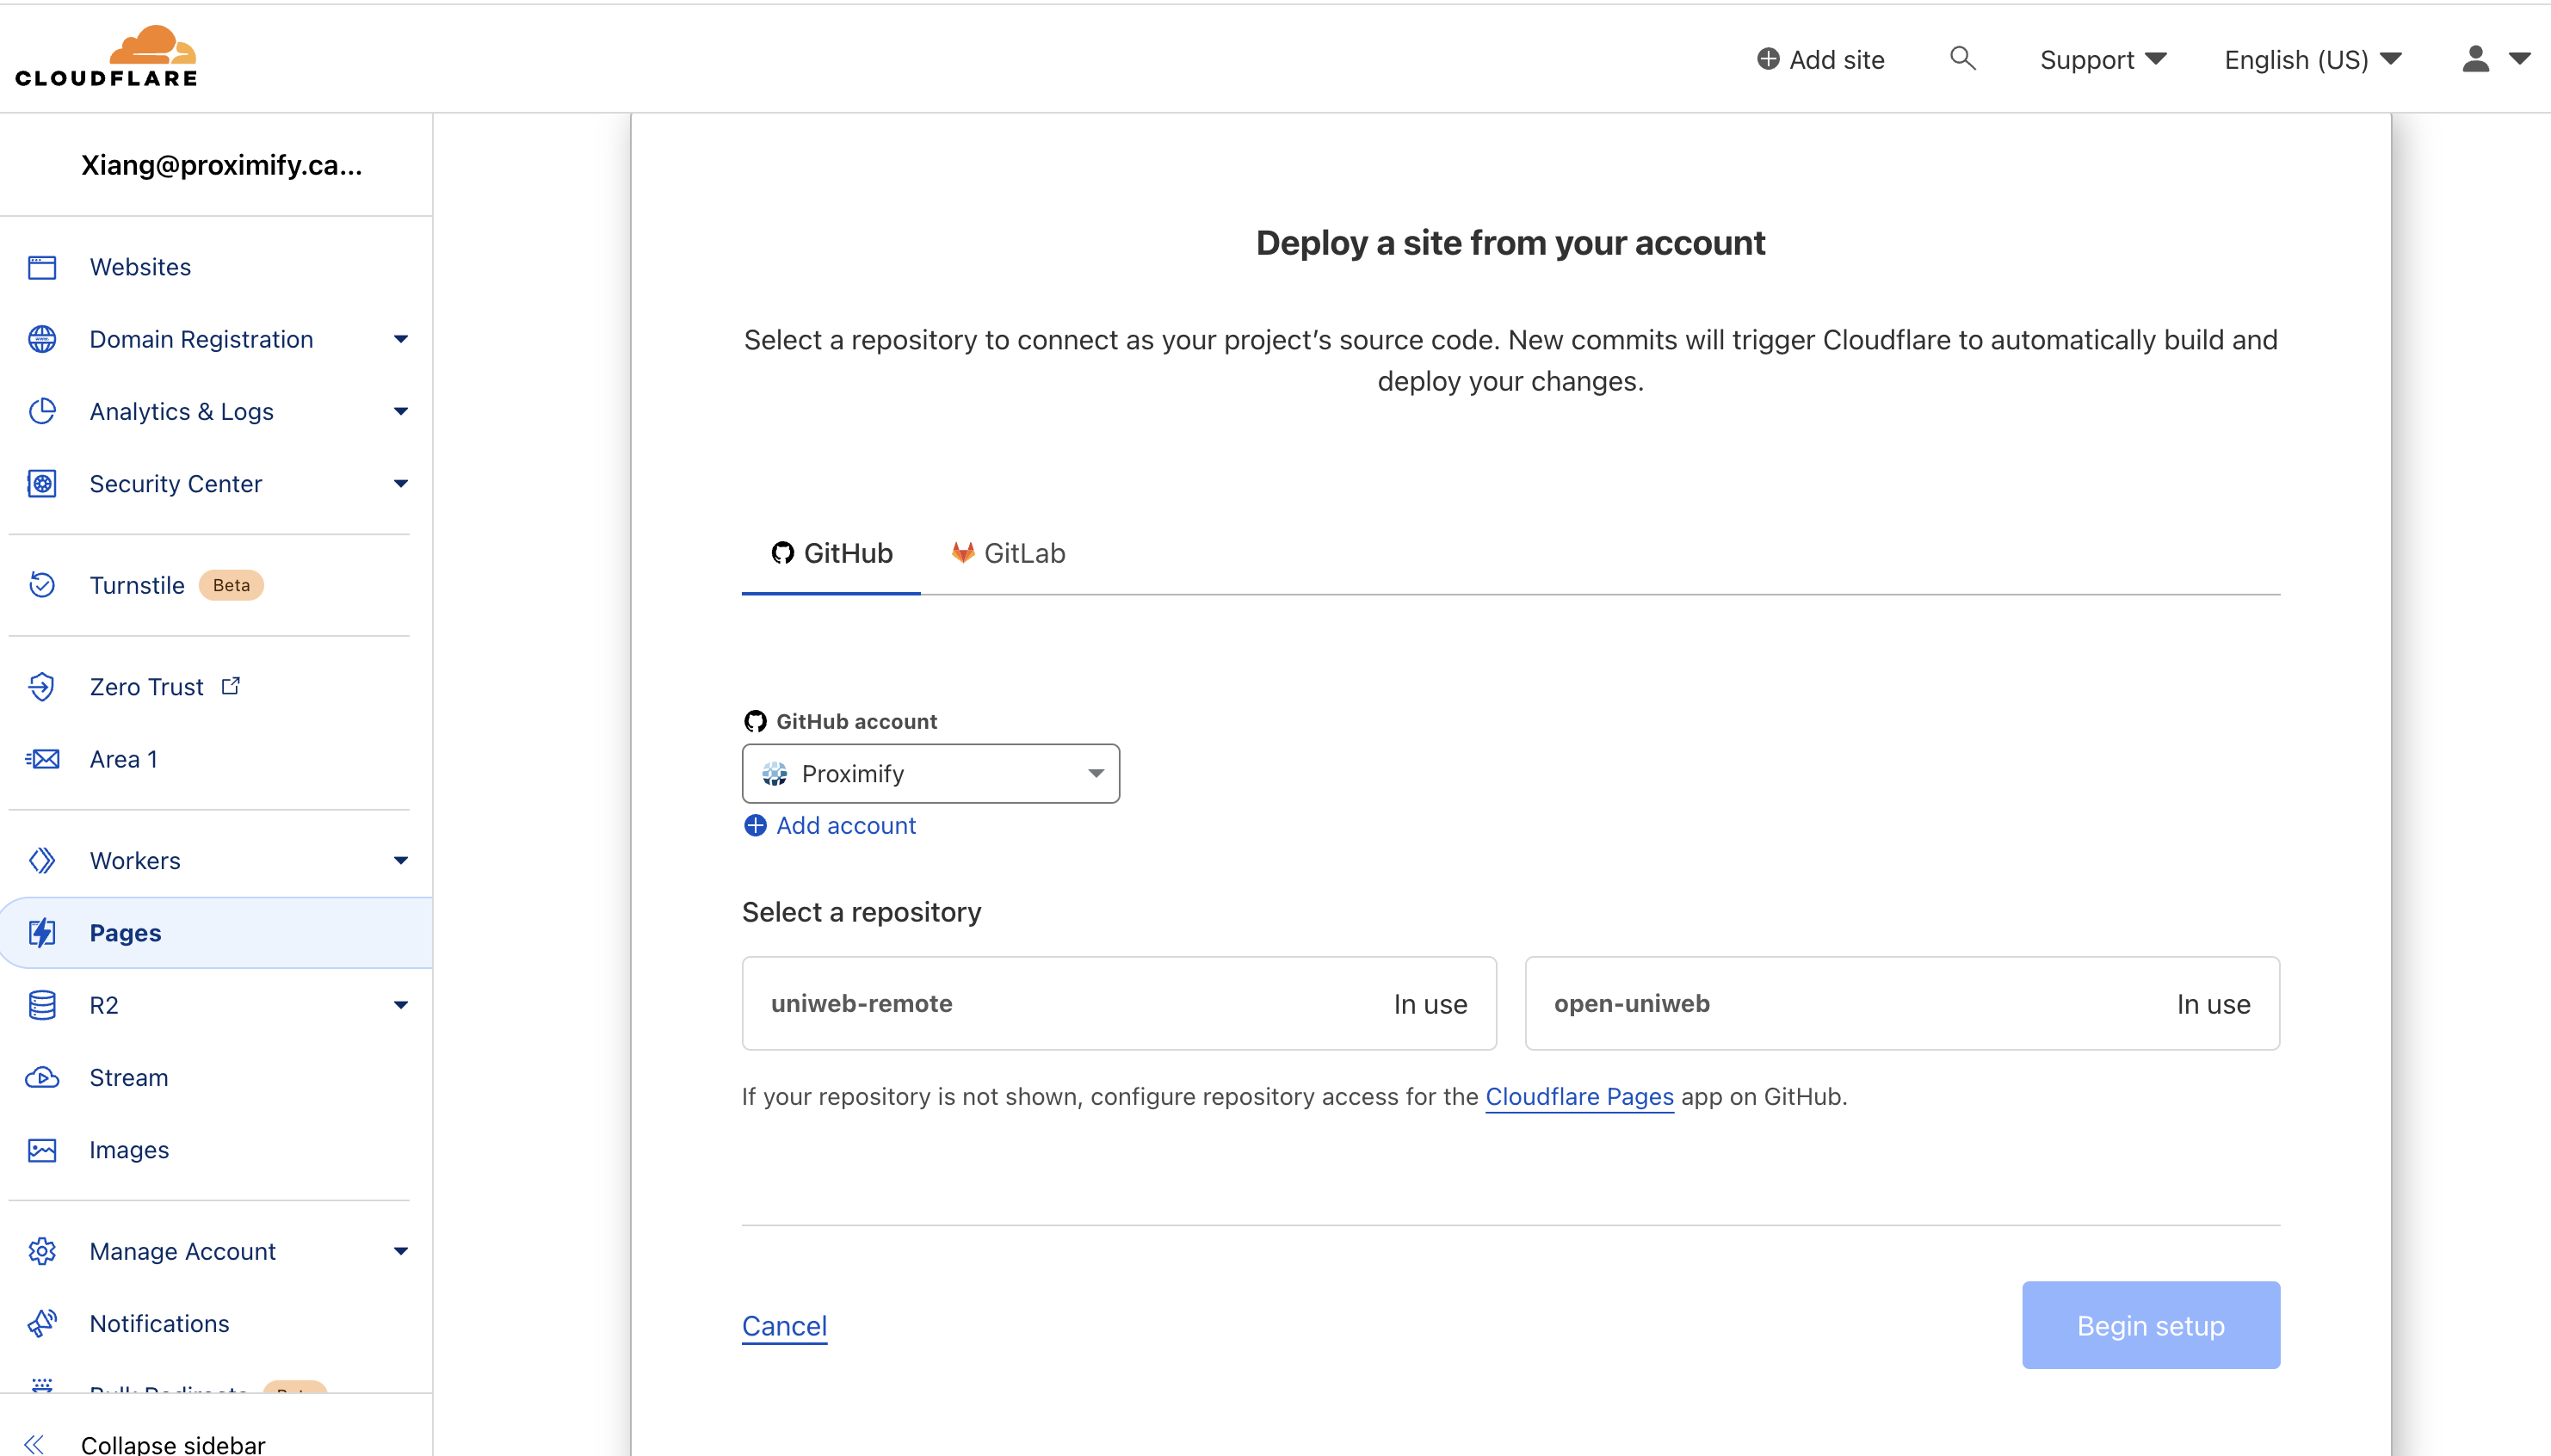 CLOUDFLARE
Add site
Support
English (US)
Xiang@proximify.ca...
Websites
Domain Registration
Analytics & Logs
Security Center
Turnstile Beta
Zero Trust
Area 1
Workers
Pages
R2
Stream
Images
Manage Account
Notifications
Bulk Redirects Beta
Collapse sidebar
Deploy a site from your account
Select a repository to connect as your project's source code. New commits will trigger Cloudflare to automatically build and
deploy your changes.
GitHub GitLab
GitHub account
Proximify
Add account
Select a repository
uniweb-remote In use
open-uniweb In use
If your repository is not shown, configure repository access for the Cloudflare Pages app on GitHub.
Cancel
Begin setup